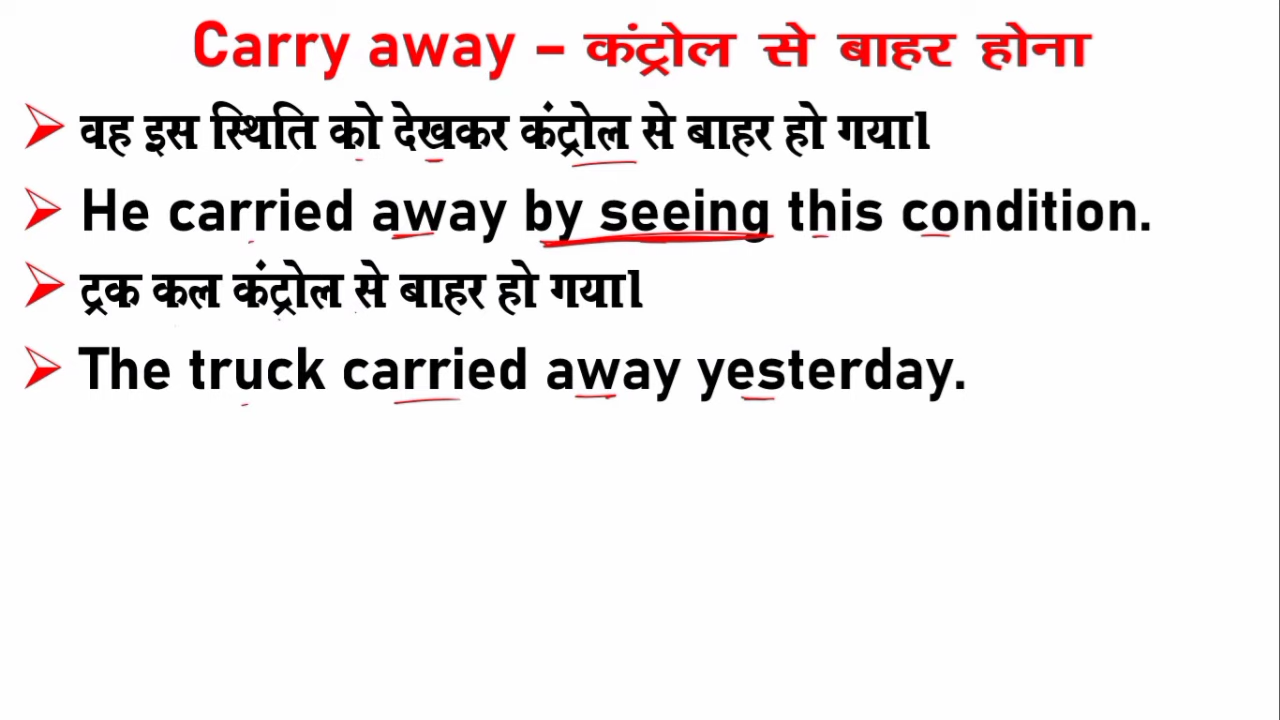 Carry away – कंट्रोल से बाहर होना
वह इस स्थिति को देखकर कंट्रोल से बाहर हो गया।
He carried away by seeing this condition.
ट्रक कल कंट्रोल से बाहर हो गया।
The truck carried away yesterday.